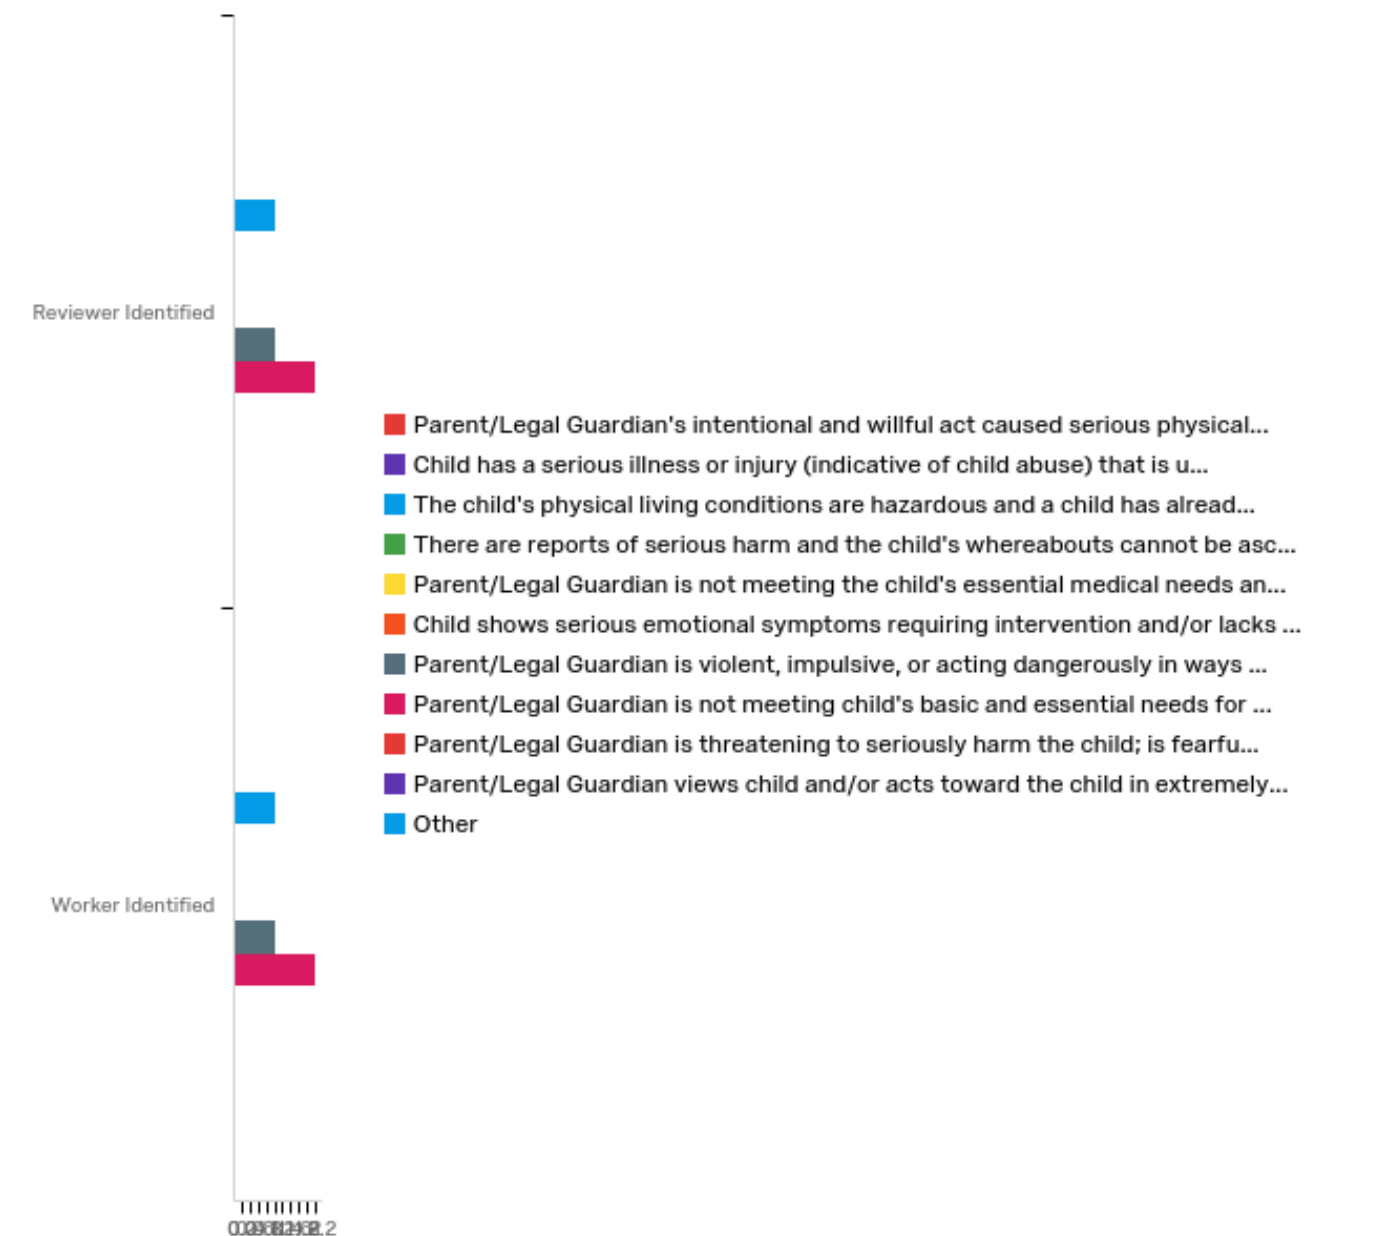 Reviewer Identified
Parent/Legal Guardian's intentional and willful act caused serious physical...
Child has a serious illness or injury (indicative of child abuse) that is u...
The child's physical living conditions are hazardous and a child has alread...
There are reports of serious harm and the child's whereabouts cannot be asc...
Parent/Legal Guardian is not meeting the child's essential medical needs an...
Child shows serious emotional symptoms requiring intervention and/or lacks ...
Parent/Legal Guardian is violent, impulsive, or acting dangerously in ways ...
Parent/Legal Guardian is not meeting child's basic and essential needs for ...
Parent/Legal Guardian is threatening to seriously harm the child; is fearfu...
Parent/Legal Guardian views child and/or acts toward the child in extremely...
Other
Worker Identified